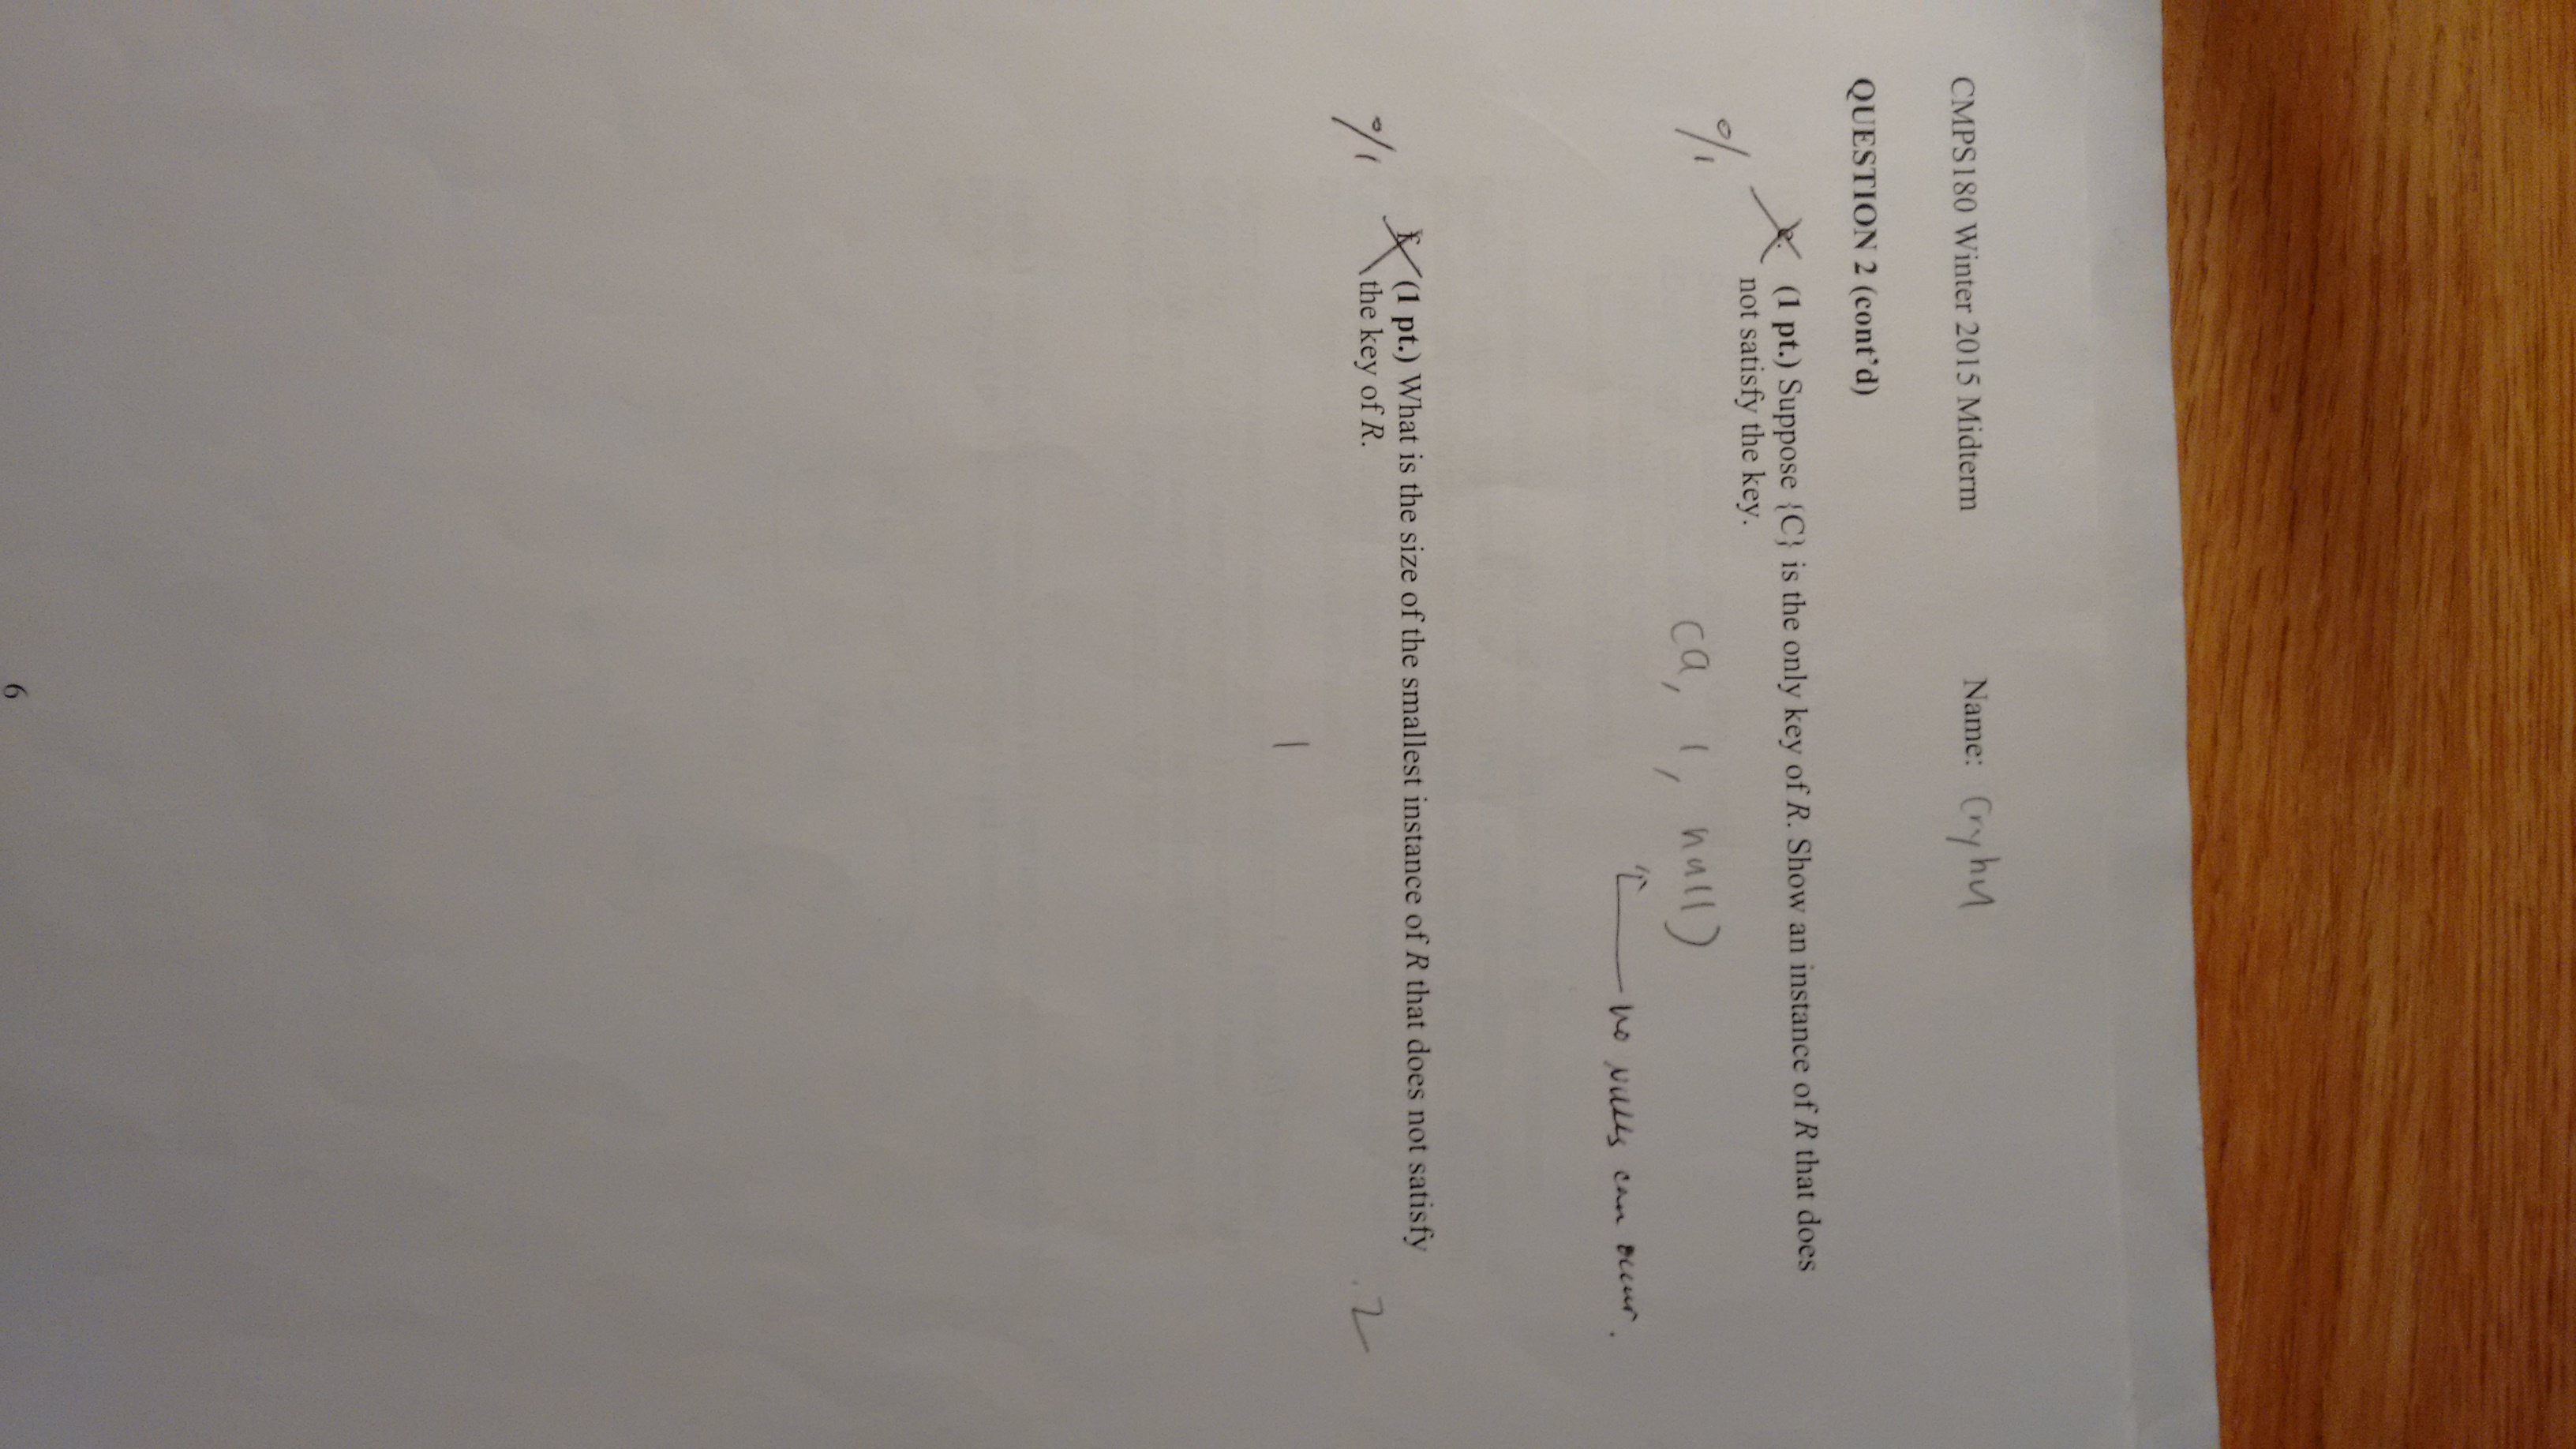 CMPS180 Winter 2015 Midterm Name:
QUESTION 2 (cont'd)
e. (1 pt.) Suppose {C} is the only key of R. Show an instance of R that does
not satisfy the key.
0/1
(a, 1, null)
no nulls can occur.
f. (1 pt.) What is the size of the smallest instance of R that does not satisfy
the key of R.
0/1
.2
1
6